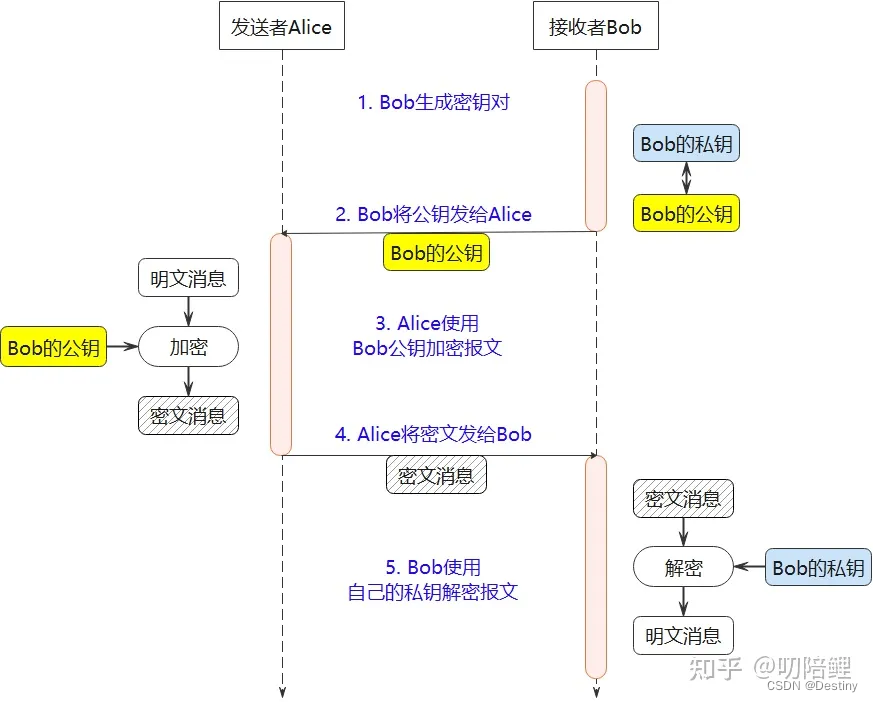 发送者Alice
接收者Bob
1. Bob生成密钥对
Bob的私钥
2. Bob将公钥发给Alice
Bob的公钥
Bob的公钥
明文消息
3. Alice使用
Bob公钥加密报文
Bob的公钥
加密
密文消息
4. Alice将密文发给Bob
密文消息
密文消息
5. Bob使用
自己的私钥解密报文
解密
Bob的私钥
明文消息
知乎 @叨陪鲤
CSDN @Destiny